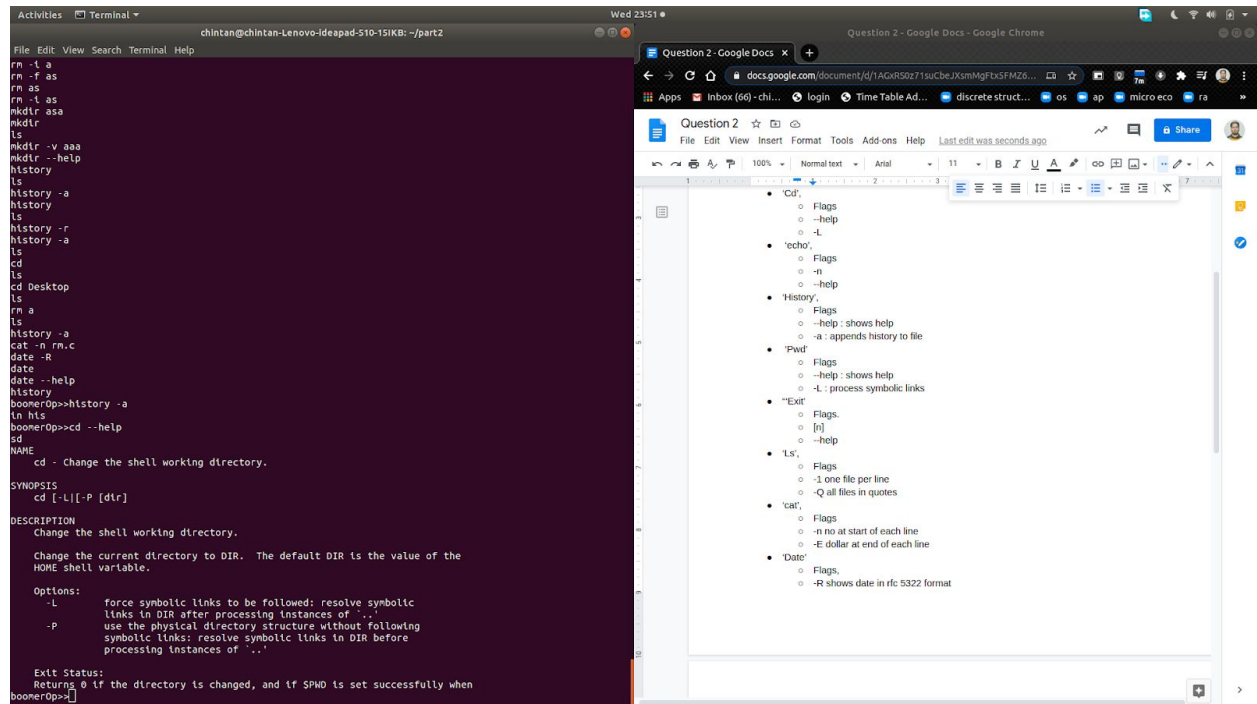 Activities
Terminal
Wed 23:51
chintan@chintan-Lenovo-ideapad-510-15IKB: ~/part2
File Edit View Search Terminal Help
rm -i a
rm -f as
rm as
rm -i as
mkdir asa
mkdir
ls
mkdir -v aaa
mkdir --help
history
ls
history -a
history
ls
history -r
history -a
ls
cd
ls
cd Desktop
ls
rm a
ls
history -a
cat -n rm.c
date -R
date
date --help
history
boomerOp>>history -a
in his
boomerOp>>cd --help
sd
NAME
cd - Change the shell working directory.
SYNOPSIS
cd [-L|[-P [dir]
DESCRIPTION
Change the shell working directory.
Change the current directory to DIR. The default DIR is the value of the
HOME shell variable.
Options:
-L force symbolic links to be followed: resolve symbolic
links in DIR after processing instances of `..'
-P use the physical directory structure without following
symbolic links: resolve symbolic links in DIR before
processing instances of `..'
Exit Status:
Returns 0 if the directory is changed, and if $PWD is set successfully when
boomerOp>>
Question 2 - Google Docs - Google Chrome
Question 2 - Google Docs
docs.google.com/document/d/
7m
Apps Inbox (66) - chi... login Time Table Ad... discrete struct... os ap micro eco ra
Question 2
File Edit View Insert Format Tools Add-ons Help Last edit was seconds ago
Share
100% Normal text Arial 11 B I U A
'Cd',
Flags
--help
-L
'echo',
Flags
-n
--help
'History',
Flags
--help : shows help
-a : appends history to file
'Pwd'
Flags
--help : shows help
-L : process symbolic links
"'Exit'
Flags.
[n]
--help
'Ls',
Flags
-1 one file per line
-Q all files in quotes
'cat',
Flags
-n no at start of each line
-E dollar at end of each line
'Date'
Flags,
-R shows date in rfc 5322 format